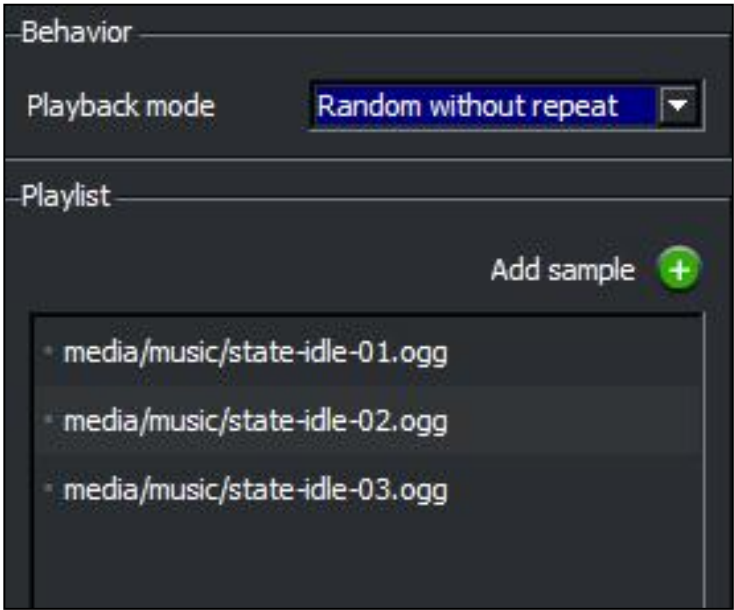 Behavior
Playback mode Random without repeat
Playlist
Add sample
media/music/state-idle-01.ogg
media/music/state-idle-02.ogg
media/music/state-idle-03.ogg